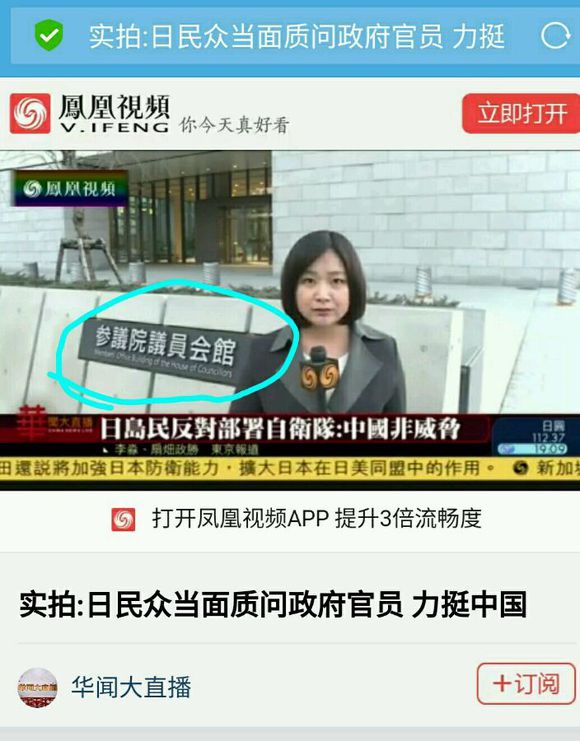 实拍:日民众当面质问政府官员 力挺
鳳凰視頻
V.IFENG 你今天真好看
立即打开
鳳凰視頻
参議院議員会館
Members' Office Building of the House of Councillors
日島民反對部署自衛隊:中國非威脅
李淼、扇畑政勝 東京報道
日圓
112.37
19:09
田還説將加強日本防衛能力,擴大日本在日美同盟中的作用。 新加坡
打开凤凰视频APP 提升3倍流畅度
实拍:日民众当面质问政府官员 力挺中国
华闻大直播
+订阅